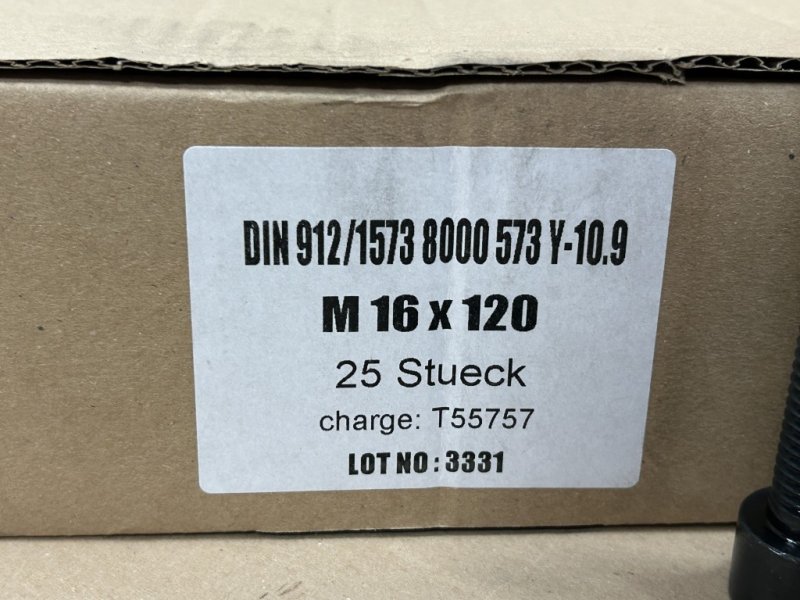 DIN 912/1573 8000 573 Y-10.9
M 16 x 120
25 Stueck
charge: T55757
LOT NO : 3331